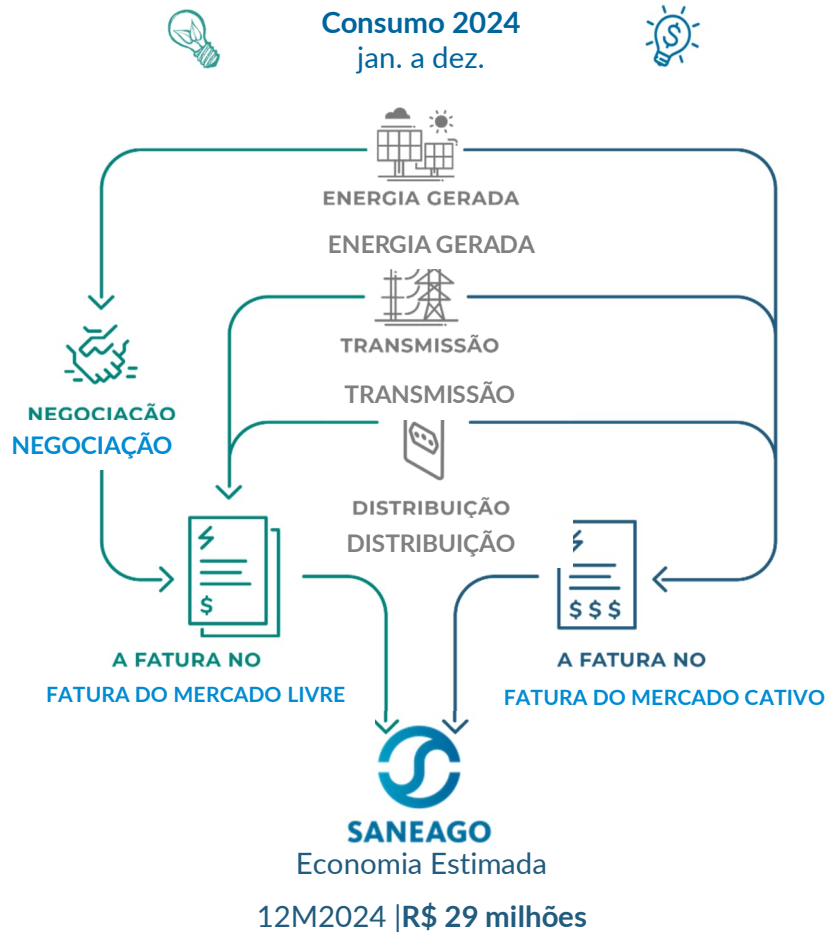 Consumo 2024
jan. a dez.
$
ENERGIA GERADA
ENERGIA GERADA
TRANSMISSÃO
TRANSMISSÃO
NEGOCIAÇÃO
NEGOCIAÇÃO
DISTRIBUIÇÃO
DISTRIBUIÇÃO
$
$ $ $
A FATURA NO
A FATURA NO
FATURA DO MERCADO LIVRE
FATURA DO MERCADO CATIVO
SANEAGO
Economia Estimada
12M2024 |R$ 29 milhões